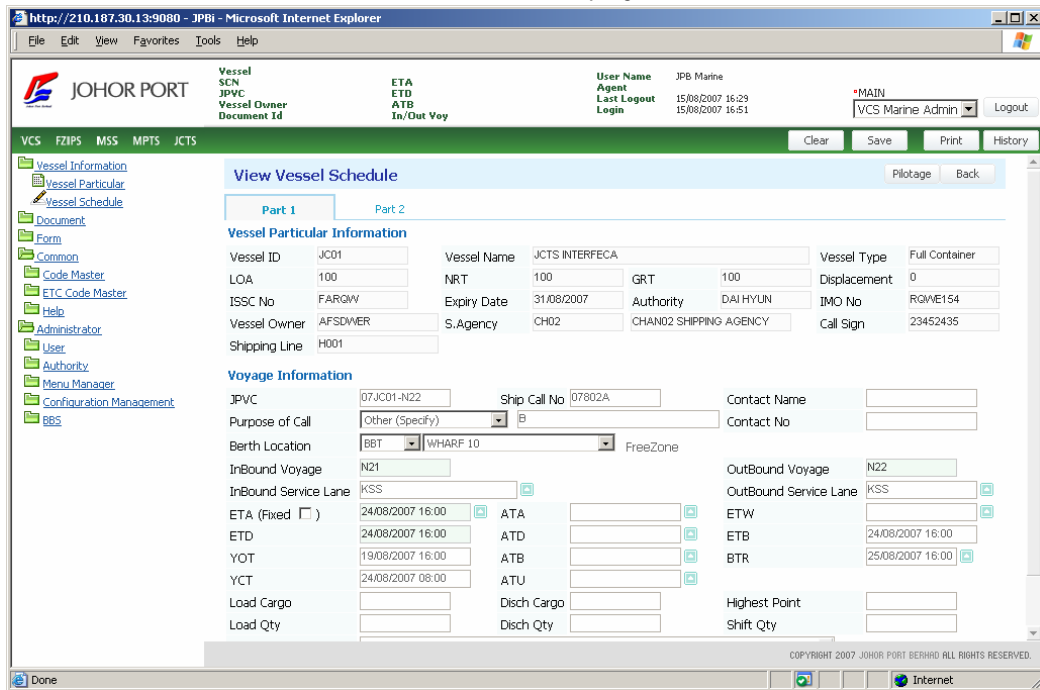 http://210.187.30.13:9080 - JPBi - Microsoft Internet Explorer
File Edit View Favorites Tools Help
JOHOR PORT
Vessel
SCN ETA
JPVC ETD
Vessel Owner ATB
Document Id In/Out Voy
User Name JPB Marine
Agent
Last Logout 15/08/2007 16:29
Login 15/08/2007 16:51
*MAIN
VCS Marine Admin Logout
VCS FZIPS MSS MPTS JCTS Clear Save Print History
Vessel Information
Vessel Particular
Vessel Schedule
Document
Form
Common
Code Master
ETC Code Master
Help
Administrator
User
Authority
Menu Manager
Configuration Management
BBS
View Vessel Schedule Pilotage Back
Part 1 Part 2
Vessel Particular Information
Vessel ID JC01 Vessel Name JCTS INTERFECA Vessel Type Full Container
LOA 100 NRT 100 GRT 100 Displacement 0
ISSC No FARQW Expiry Date 31/08/2007 Authority DAI HYUN IMO No RQWE154
Vessel Owner AFSDWER S.Agency CH02 CHAN02 SHIPPING AGENCY Call Sign 23452435
Shipping Line H001
Voyage Information
JPVC 07JC01-N22 Ship Call No 07802A Contact Name
Purpose of Call Other (Specify) B Contact No
Berth Location BBT WHARF 10 FreeZone
InBound Voyage N21 OutBound Voyage N22
InBound Service Lane KSS OutBound Service Lane KSS
ETA (Fixed ) 24/08/2007 16:00 ATA ETW
ETD 24/08/2007 16:00 ATD ETB 24/08/2007 16:00
YOT 19/08/2007 16:00 ATB BTR 25/08/2007 16:00
YCT 24/08/2007 08:00 ATU
Load Cargo Disch Cargo Highest Point
Load Qty Disch Qty Shift Qty
COPYRIGHT 2007 JOHOR PORT BERHAD ALL RIGHTS RESERVED.
Done Internet